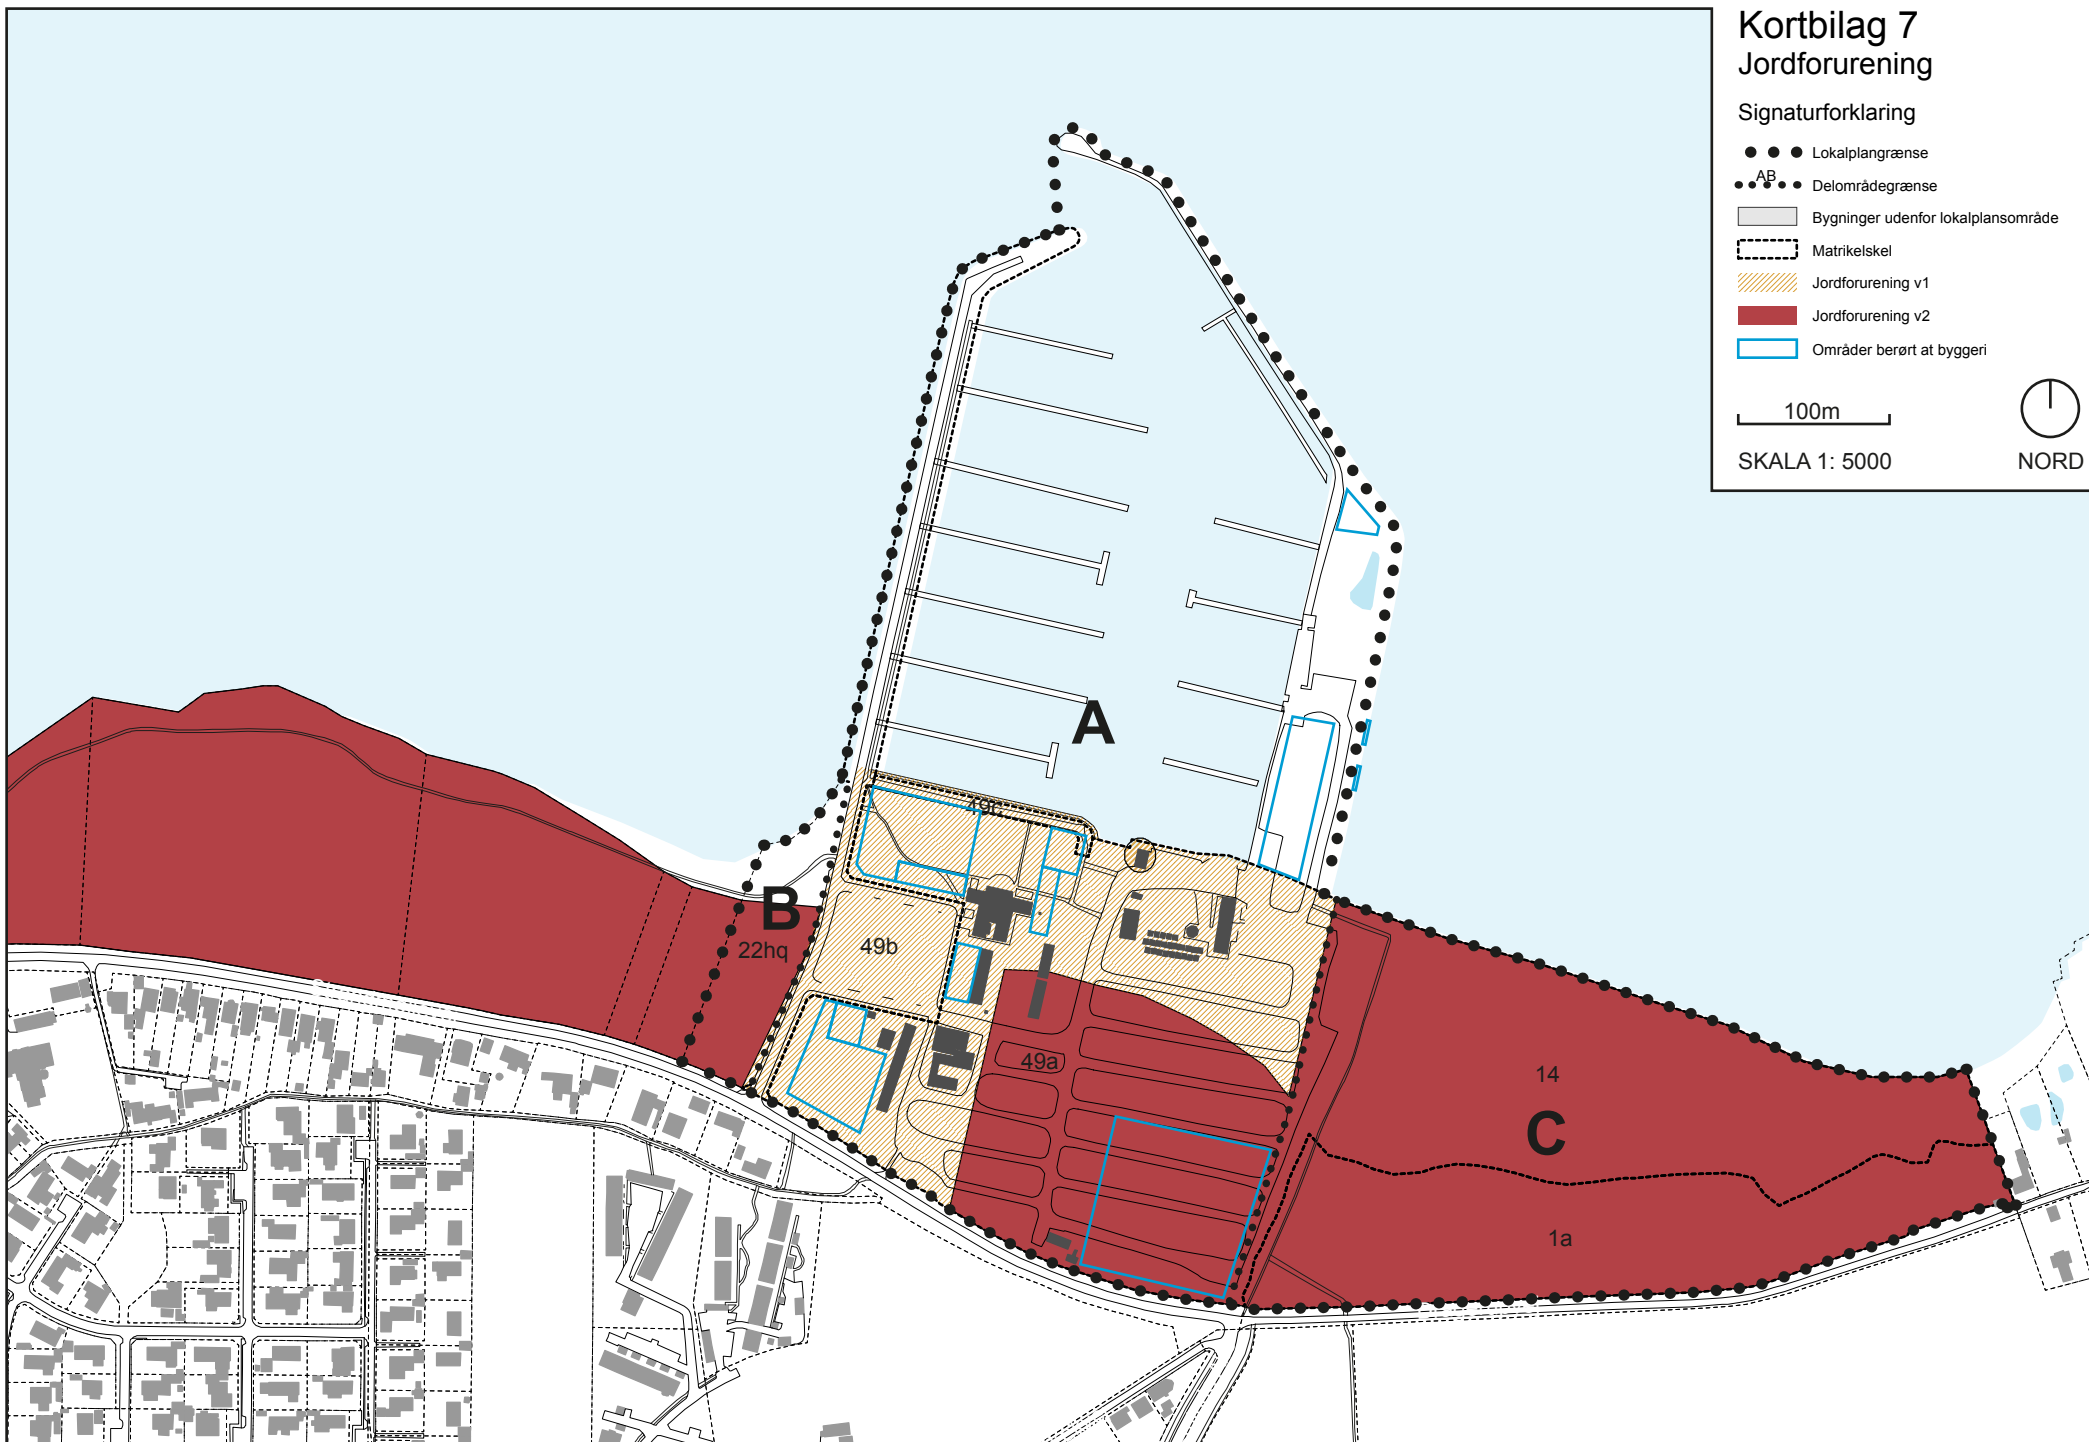 Kortbilag 7
Jordforurening
Signaturforklaring
Lokalplangrænse
AB
Delområdegrænse
Bygninger udenfor lokalplansområde
Matrikelskel
Jordforurening v1
Jordforurening v2
Områder berørt at byggeri
100m
SKALA 1: 5000
NORD
A
B
22hq
49b
49a
14
C
1a